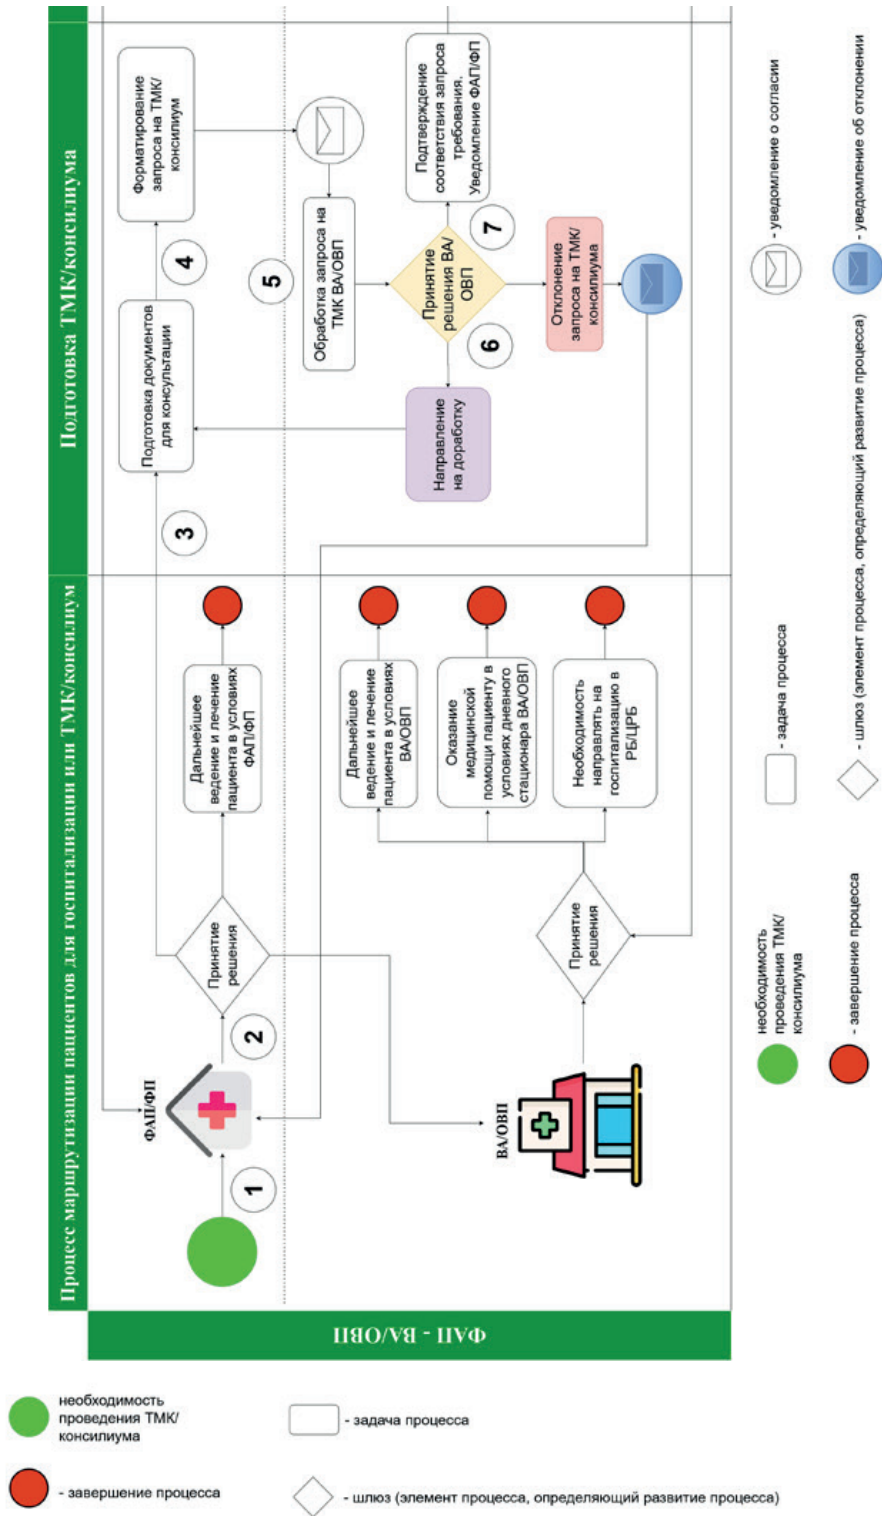 Процесс маршрутизации пациентов для госпитализации или ТМК/консилиум
Подготовка ТМК/консилиума
ФАП - ВА/ОВП
ФАП/ФП
1
2
Принятие
решения
Дальнейшее
ведение и лечение
пациента в условиях
ФАП/ФП
3
Подготовка документов
для консультации
4
Форматирование
запроса на ТМК/
консилиум
5
Обработка запроса на
ТМК ВА/ОВП
Принятие
решения ВА/
ОВП
6
7
Направление
на доработку
Подтверждение
соответствия запроса
требования.
Уведомление ФАП/ФП
Отклонение
запроса на ТМК/
консилиума
ВА/ОВП
Принятие
решения
Дальнейшее
ведение и лечение
пациента в условиях
ВА/ОВП
Оказание
медицинской
помощи пациенту в
условиях дневного
стационара ВА/ОВП
Необходимость
направлять на
госпитализацию в
РБ/ЦРБ
необходимость
проведения ТМК/
консилиума
- задача процесса
- уведомление о согласии
- завершение процесса
- шлюз (элемент процесса, определяющий развитие процесса)
- уведомление об отклонении
необходимость
проведения ТМК/
консилиума
- задача процесса
- завершение процесса
- шлюз (элемент процесса, определяющий развитие процесса)